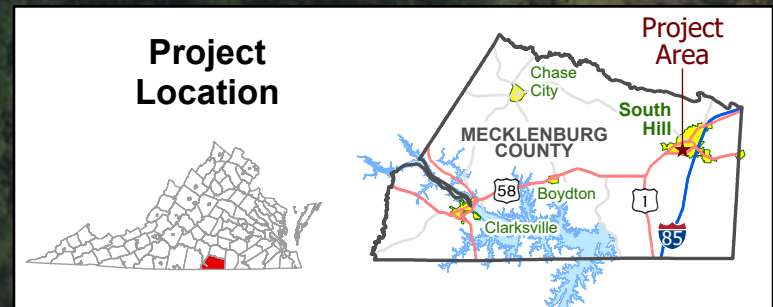 Project
Location
Project
Area
Chase
City
South
Hill
MECKLENBURG
COUNTY
58
Boydton
1
Clarksville
85